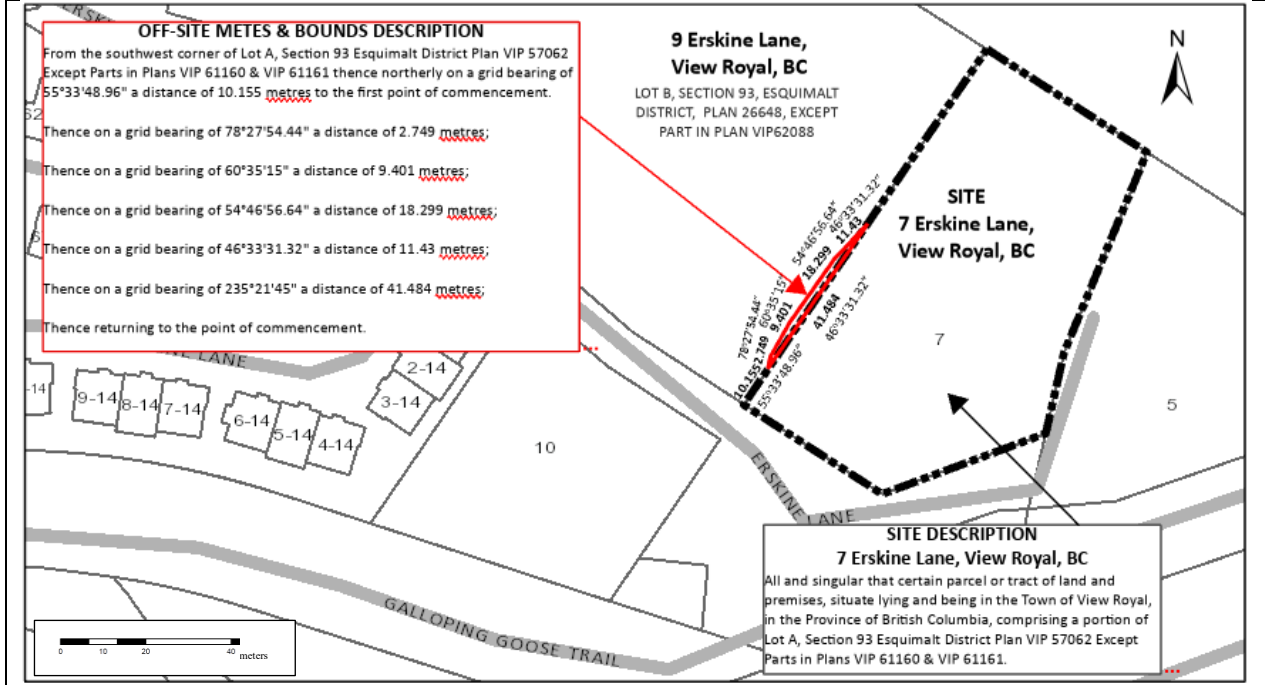 ERSK
OFF-SITE METES & BOUNDS DESCRIPTION
From the southwest corner of Lot A, Section 93 Esquimalt District Plan VIP 57062
Except Parts in Plans VIP 61160 & VIP 61161 thence northerly on a grid bearing of
55°33'48.96" a distance of 10.155 metres to the first point of commencement.
Thence on a grid bearing of 78°27'54.44" a distance of 2.749 metres;
Thence on a grid bearing of 60°35'15" a distance of 9.401 metres;
Thence on a grid bearing of 54°46'56.64" a distance of 18.299 metres;
Thence on a grid bearing of 46°33'31.32" a distance of 11.43 metres;
Thence on a grid bearing of 235°21'45" a distance of 41.484 metres;
Thence returning to the point of commencement.
9 Erskine Lane,
View Royal, BC
LOT B, SECTION 93, ESQUIMALT
DISTRICT, PLAN 26648, EXCEPT
PART IN PLAN VIP62088
N
SITE
7 Erskine Lane,
View Royal, BC
78°27'54.44"
60°35'15"
54°46'56.64"
46°33'31.32"
10.155
2.749
9.401
18.299
11.43
55°33'48.96"
41.484
46°33'31.32"
7
5
10
INE LANE
-14
9-14
8-14
7-14
6-14
5-14
4-14
2-14
3-14
ERSKINE LANE
GALLOPING GOOSE TRAIL
SITE DESCRIPTION
7 Erskine Lane, View Royal, BC
All and singular that certain parcel or tract of land and
premises, situate lying and being in the Town of View Royal,
in the Province of British Columbia, comprising a portion of
Lot A, Section 93 Esquimalt District Plan VIP 57062 Except
Parts in Plans VIP 61160 & VIP 61161.
0 10 20 40 meters